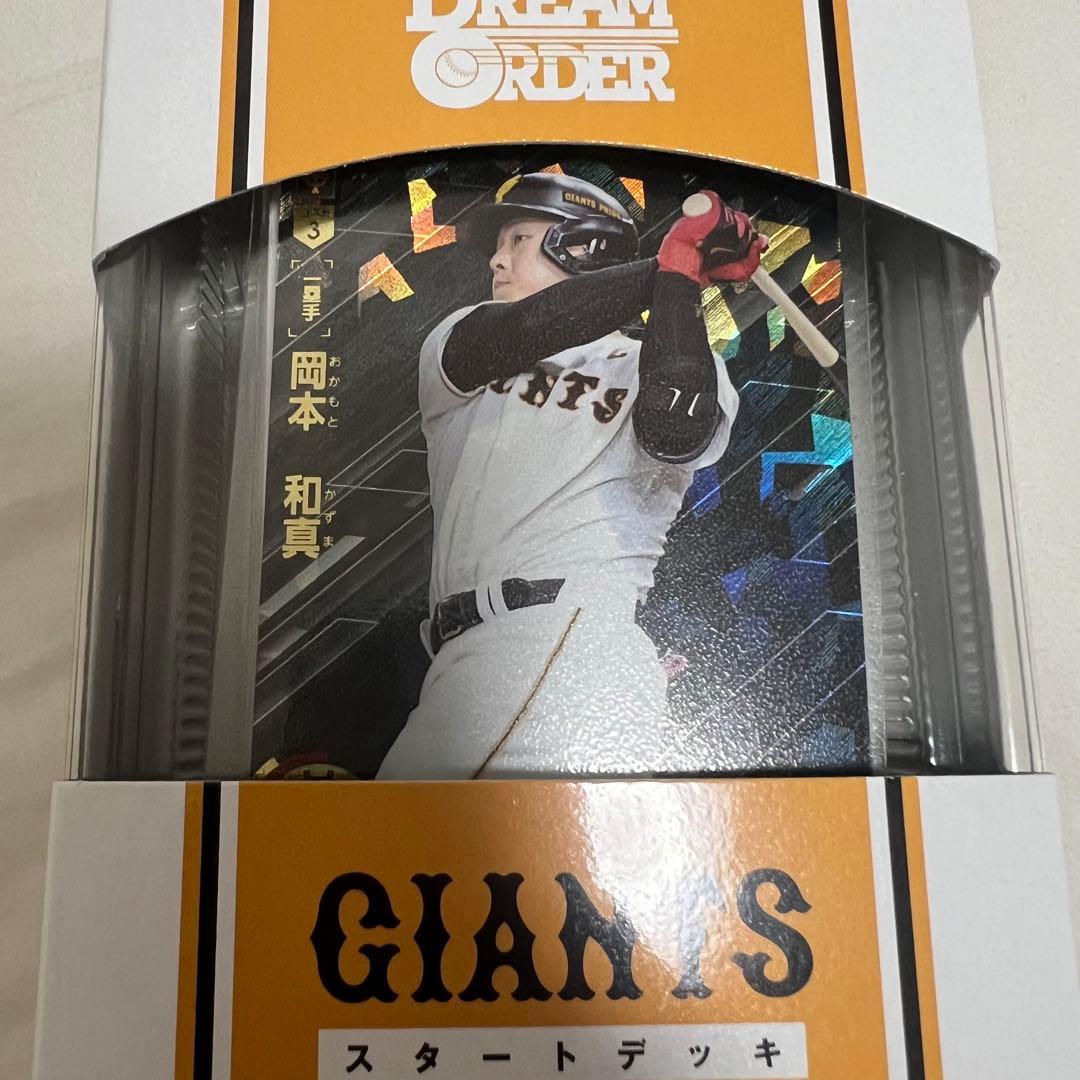 DREAM
ORDER
GIANTS PRIDE
3
一塁手
岡本 和真
おかもと かずま
GIANTS
スタートデッキ